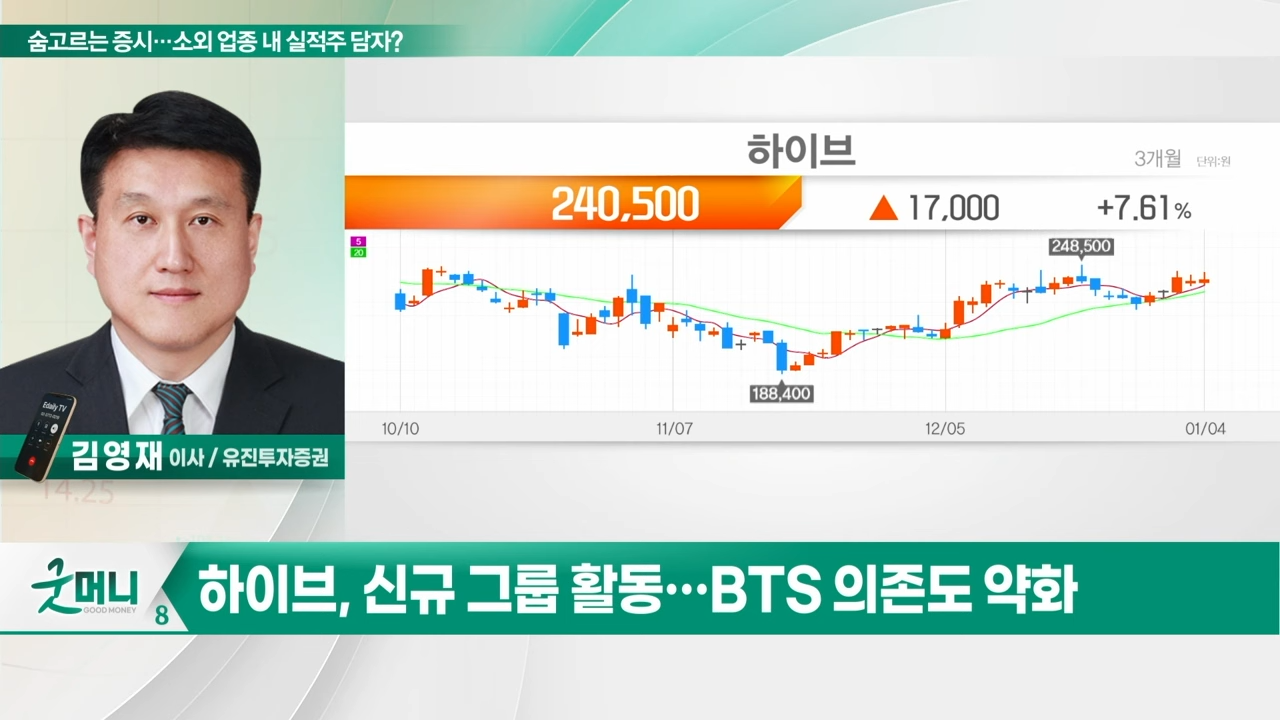 숨고르는 증시…소외 업종 내 실적주 담자?
하이브
3개월 단위:원
240,500 ▲ 17,000 +7.61%
5
20
248,500
188,400
10/10 11/07 12/05 01/04
Edaily TV
김영재 이사 / 유진투자증권
14.25
굿머니
GOOD MONEY
8
하이브, 신규 그룹 활동…BTS 의존도 약화